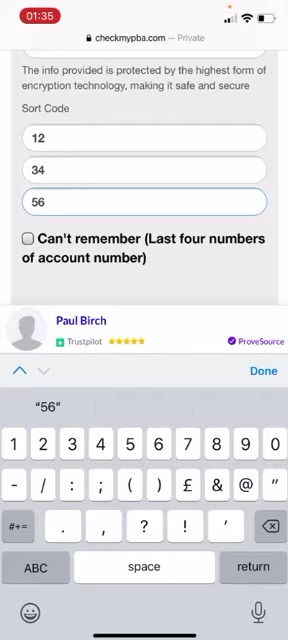 01:35
checkmypba.com — Private
The info provided is protected by the highest form of
encryption technology, making it safe and secure
Sort Code
12
34
56
Can't remember (Last four numbers
of account number)
Paul Birch
Trustpilot
ProveSource
Done
“56”
1 2 3 4 5 6 7 8 9 0
- / : ; ( ) £ & @ "
#+= . , ? ! '
ABC space return